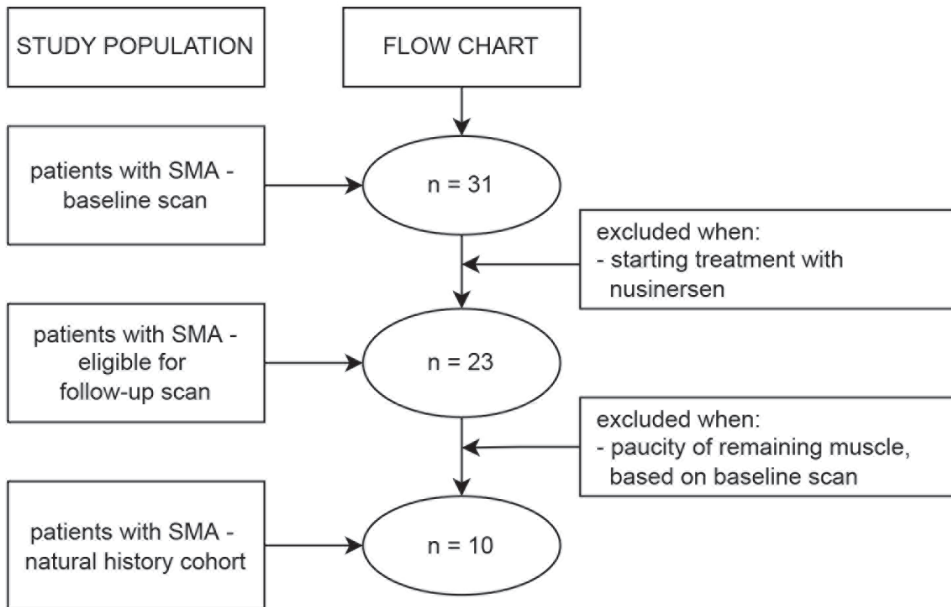 STUDY POPULATION
FLOW CHART
patients with SMA -
baseline scan
n = 31
excluded when:
- starting treatment with
nusinersen
patients with SMA -
eligible for
follow-up scan
n = 23
excluded when:
- paucity of remaining muscle,
based on baseline scan
patients with SMA -
natural history cohort
n = 10